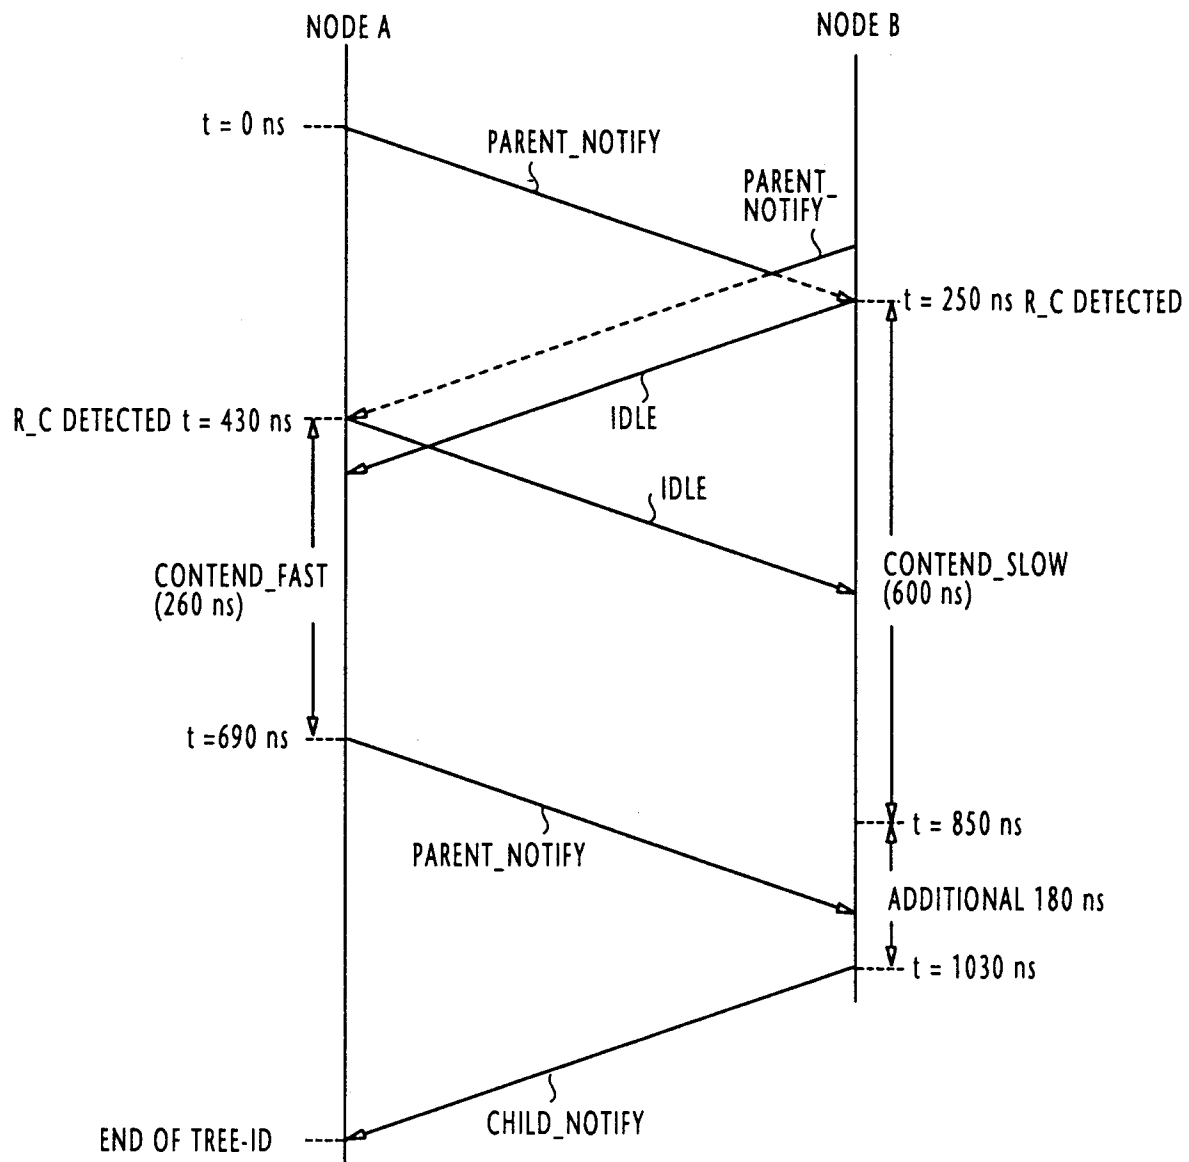 NODE A
NODE B
t = 0 ns
PARENT_NOTIFY
PARENT_
NOTIFY
t = 250 ns R_C DETECTED
IDLE
R_C DETECTED t = 430 ns
IDLE
CONTEND_FAST
(260 ns)
CONTEND_SLOW
(600 ns)
t =690 ns
t = 850 ns
PARENT_NOTIFY
ADDITIONAL 180 ns
t = 1030 ns
CHILD_NOTIFY
END OF TREE-ID